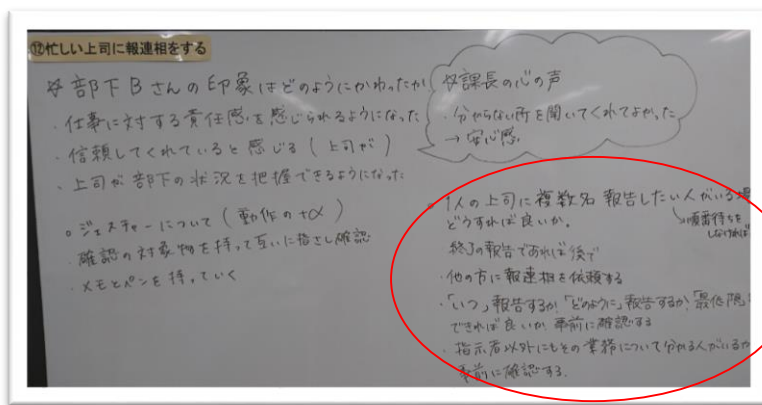 ⑫忙しい上司に報連相をする
☆部下Bさんの印象はどのようにかわったか
・仕事に対する責任感を感じられるようになった
・信頼してくれていると感じる(上司が)
・上司が部下の状況を把握できるようになった
○ジェスチャーについて(動作の+α)
・確認の対象物を持って互いに指さし確認
・メモとペンを持っていく
☆課長の心の声
・分からない所を聞いてくれてよかった
→安心感
○1人の上司に複数名報告したい人がいる場
どうすれば良いか。
→順番待ちを
しなければ
終了の報告であれば後で
・他の方に報連相を依頼する
・「いつ」報告するか「どのように」報告するか「最低限
できれば良いか事前に確認する
・指示者以外にもその業務について分かる人がいるか
事前に確認する.